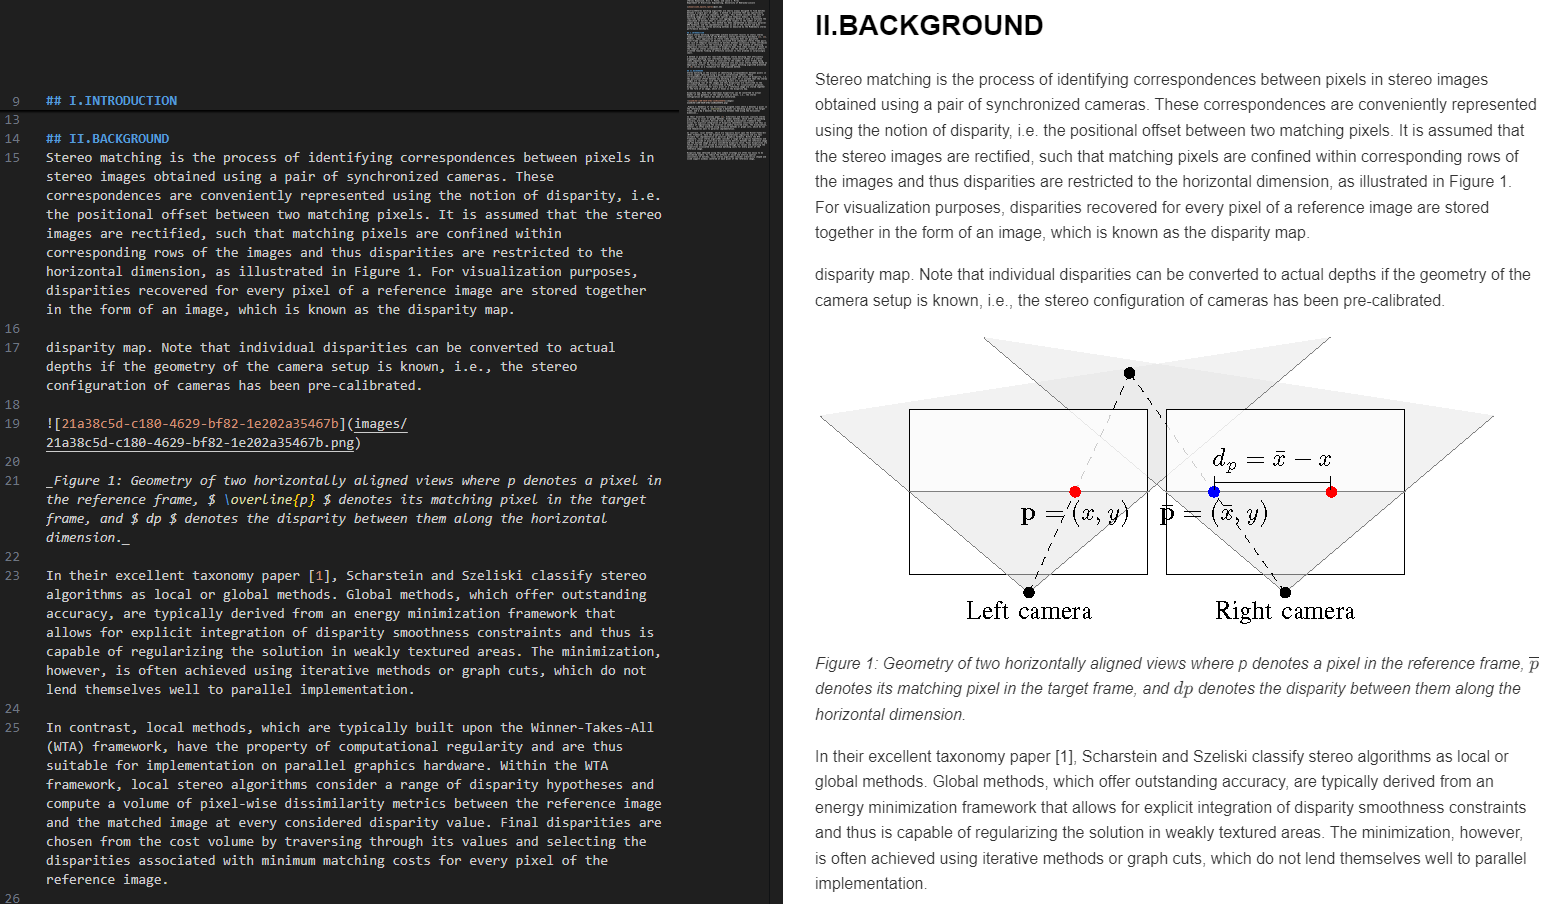 9 ## I.INTRODUCTION
13
14 ## II.BACKGROUND
15 Stereo matching is the process of identifying correspondences between pixels in
stereo images obtained using a pair of synchronized cameras. These
correspondences are conveniently represented using the notion of disparity, i.e.
the positional offset between two matching pixels. It is assumed that the stereo
images are rectified, such that matching pixels are confined within
corresponding rows of the images and thus disparities are restricted to the
horizontal dimension, as illustrated in Figure 1. For visualization purposes,
disparities recovered for every pixel of a reference image are stored together
in the form of an image, which is known as the disparity map.
16
17 disparity map. Note that individual disparities can be converted to actual
depths if the geometry of the camera setup is known, i.e., the stereo
configuration of cameras has been pre-calibrated.
18
19 ![21a38c5d-c180-4629-bf82-1e202a35467b](images/
21a38c5d-c180-4629-bf82-1e202a35467b.png)
20
21 _Figure 1: Geometry of two horizontally aligned views where p denotes a pixel in
the reference frame, $ \overline{p} $ denotes its matching pixel in the target
frame, and $ dp $ denotes the disparity between them along the horizontal
dimension._
22
23 In their excellent taxonomy paper [1], Scharstein and Szeliski classify stereo
algorithms as local or global methods. Global methods, which offer outstanding
accuracy, are typically derived from an energy minimization framework that
allows for explicit integration of disparity smoothness constraints and thus is
capable of regularizing the solution in weakly textured areas. The minimization,
however, is often achieved using iterative methods or graph cuts, which do not
lend themselves well to parallel implementation.
24
25 In contrast, local methods, which are typically built upon the Winner-Takes-All
(WTA) framework, have the property of computational regularity and are thus
suitable for implementation on parallel graphics hardware. Within the WTA
framework, local stereo algorithms consider a range of disparity hypotheses and
compute a volume of pixel-wise dissimilarity metrics between the reference image
and the matched image at every considered disparity value. Final disparities are
chosen from the cost volume by traversing through its values and selecting the
disparities associated with minimum matching costs for every pixel of the
reference image.
26
II.BACKGROUND
Stereo matching is the process of identifying correspondences between pixels in stereo images
obtained using a pair of synchronized cameras. These correspondences are conveniently represented
using the notion of disparity, i.e. the positional offset between two matching pixels. It is assumed that
the stereo images are rectified, such that matching pixels are confined within corresponding rows of
the images and thus disparities are restricted to the horizontal dimension, as illustrated in Figure 1.
For visualization purposes, disparities recovered for every pixel of a reference image are stored
together in the form of an image, which is known as the disparity map.
disparity map. Note that individual disparities can be converted to actual depths if the geometry of the
camera setup is known, i.e., the stereo configuration of cameras has been pre-calibrated.
dₚ = x̄ − x
p = (x, y) p̄ = (x̄, y)
Left camera Right camera
Figure 1: Geometry of two horizontally aligned views where p denotes a pixel in the reference frame, p̅
denotes its matching pixel in the target frame, and dp denotes the disparity between them along the
horizontal dimension.
In their excellent taxonomy paper [1], Scharstein and Szeliski classify stereo algorithms as local or
global methods. Global methods, which offer outstanding accuracy, are typically derived from an
energy minimization framework that allows for explicit integration of disparity smoothness constraints
and thus is capable of regularizing the solution in weakly textured areas. The minimization, however,
is often achieved using iterative methods or graph cuts, which do not lend themselves well to parallel
implementation.